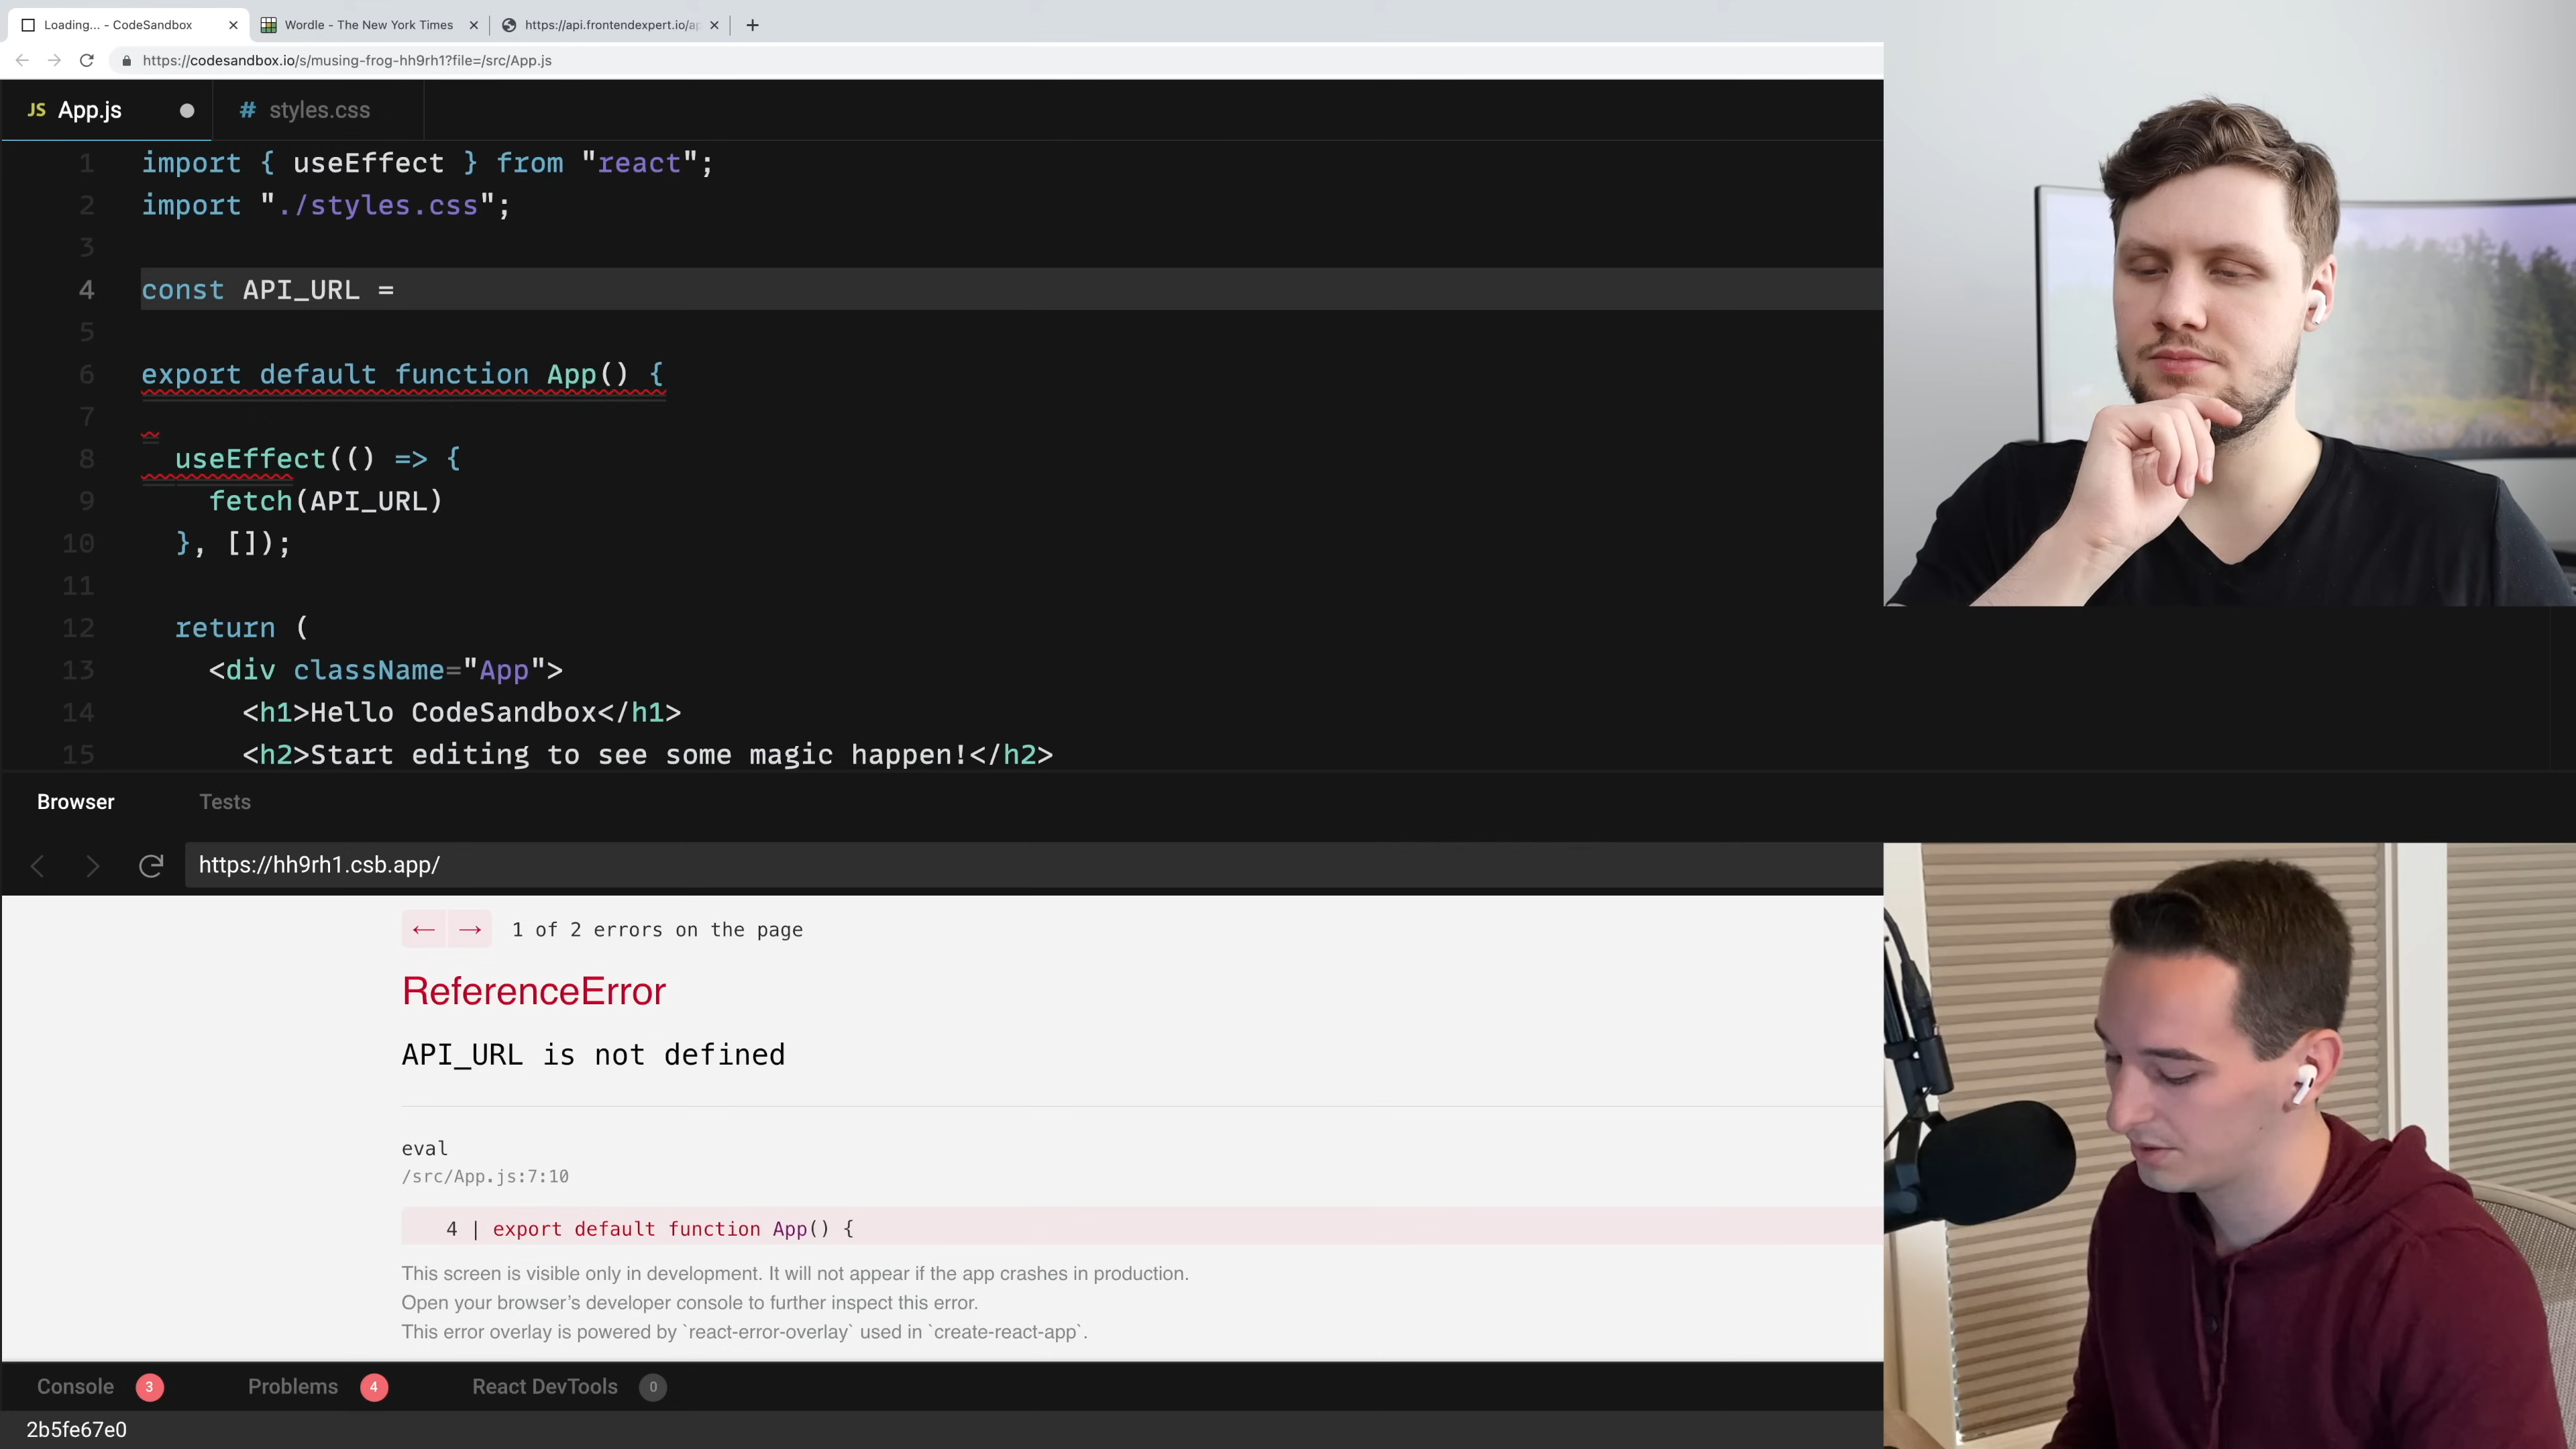 Loading... - CodeSandbox
Wordle - The New York Times
https://api.frontendexpert.io/ap
https://codesandbox.io/s/musing-frog-hh9rh1?file=/src/App.js
JS App.js
# styles.css
1 import { useEffect } from "react";
2 import "./styles.css";
3
4 const API_URL =
5
6 export default function App() {
7
8 useEffect(() => {
9 fetch(API_URL)
10 }, []);
11
12 return (
13 <div className="App">
14 <h1>Hello CodeSandbox</h1>
15 <h2>Start editing to see some magic happen!</h2>
Browser Tests
https://hh9rh1.csb.app/
← → 1 of 2 errors on the page
ReferenceError
API_URL is not defined
eval
/src/App.js:7:10
4 | export default function App() {
This screen is visible only in development. It will not appear if the app crashes in production.
Open your browser’s developer console to further inspect this error.
This error overlay is powered by `react-error-overlay` used in `create-react-app`.
Console 3 Problems 4 React DevTools 0
2b5fe67e0